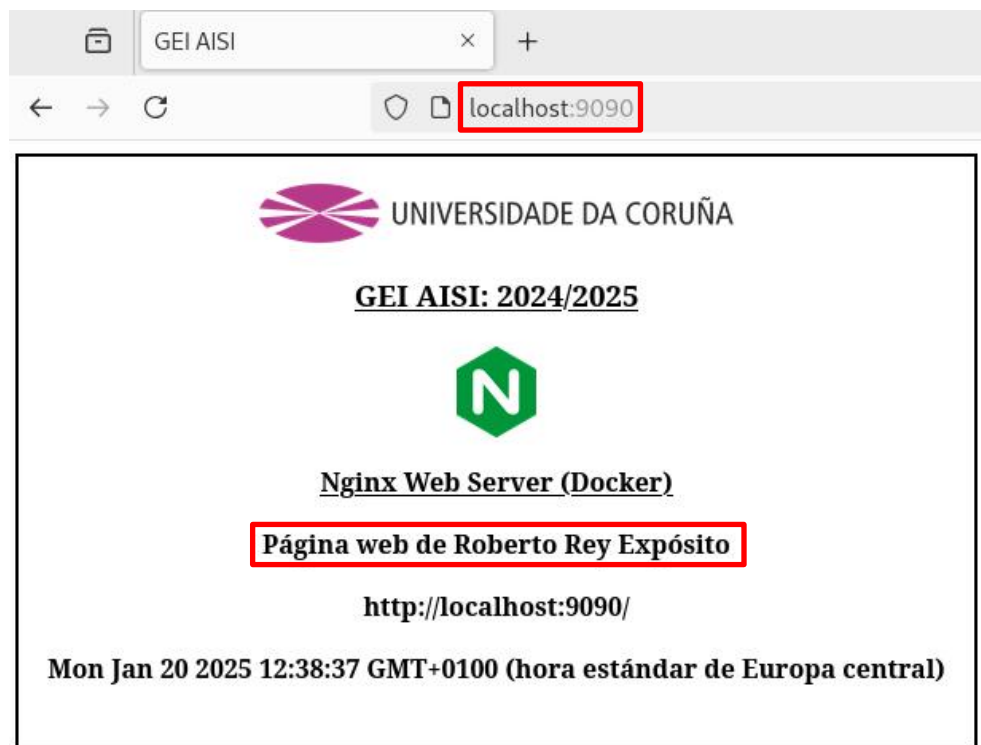 GEI AISI
localhost:9090
UNIVERSIDADE DA CORUÑA
GEI AISI: 2024/2025
N
Nginx Web Server (Docker)
Página web de Roberto Rey Expósito
http://localhost:9090/
Mon Jan 20 2025 12:38:37 GMT+0100 (hora estándar de Europa central)